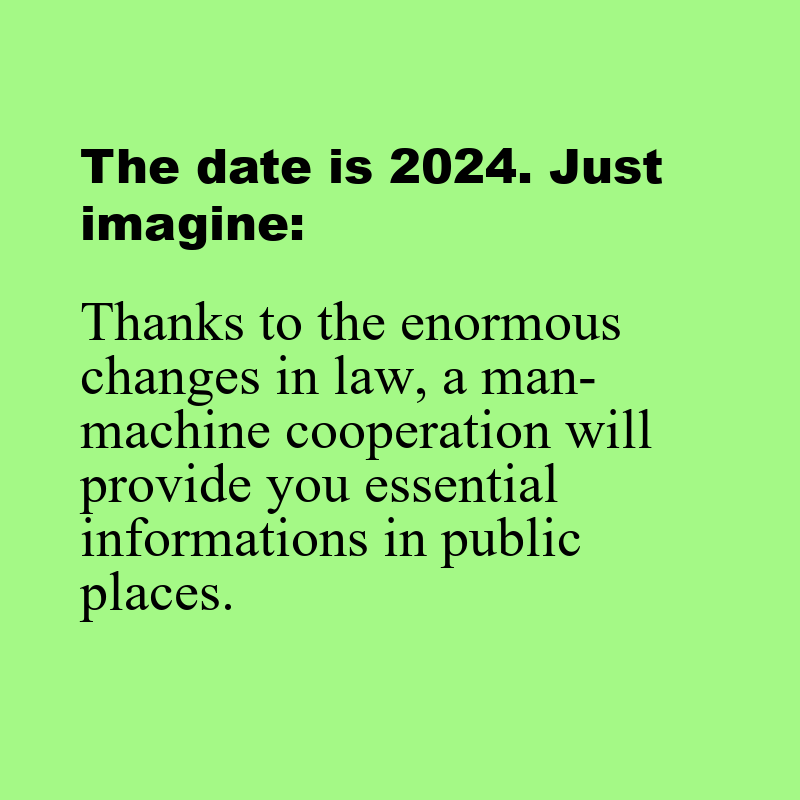 The date is 2024. Just
imagine:
Thanks to the enormous
changes in law, a man-
machine cooperation will
provide you essential
informations in public
places.